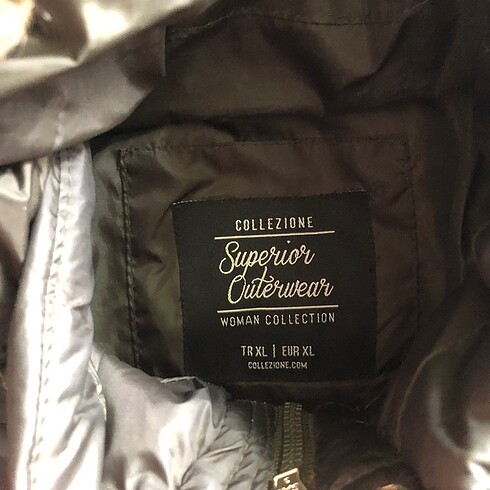 COLLEZIONE
Superior
Outerwear
WOMAN COLLECTION
TR XL | EUR XL
COLLEZIONE.COM